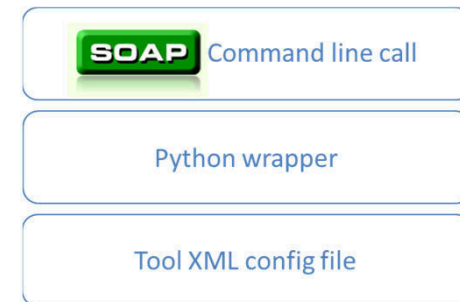 SOAP Command line call
Python wrapper
Tool XML config file